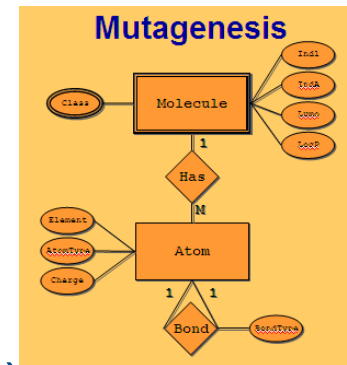 Mutagenesis
Ind1
IndA
Class
Molecule
Lumo
LogP
1
Has
M
Element
AtomType
Atom
Charge
1 1
Bond
BondType